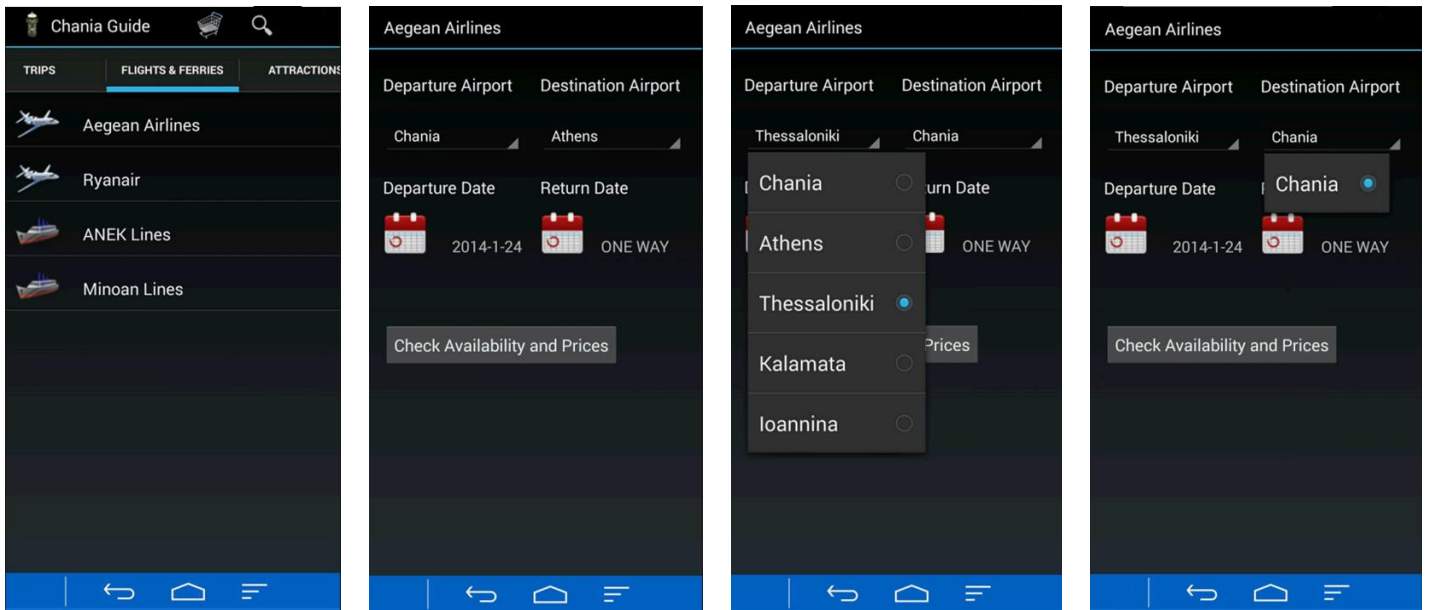 Chania Guide
TRIPS FLIGHTS & FERRIES ATTRACTIONS
Aegean Airlines
Ryanair
ANEK Lines
Minoan Lines
Aegean Airlines
Departure Airport Destination Airport
Chania Athens
Departure Date Return Date
2014-1-24 ONE WAY
Check Availability and Prices
Aegean Airlines
Departure Airport Destination Airport
Thessaloniki Chania
Chania
urn Date
Athens
ONE WAY
Thessaloniki
Prices
Kalamata
Ioannina
Aegean Airlines
Departure Airport Destination Airport
Thessaloniki Chania
Departure Date Chania
2014-1-24 ONE WAY
Check Availability and Prices